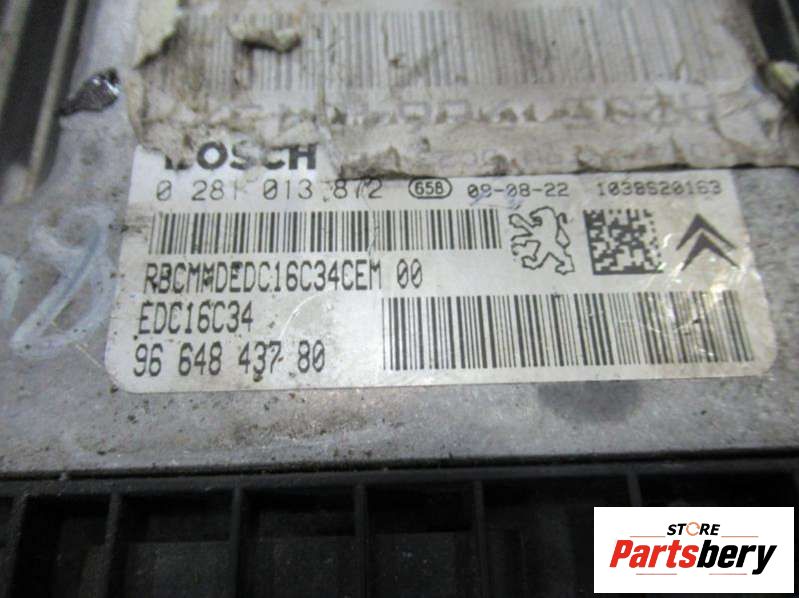 BOSCH
0 281 013 872 658 09-08-22 1038S20163
RBCMMDEDC16C34CEM 00
EDC16C34
96 648 437 80
STORE
Partsbery